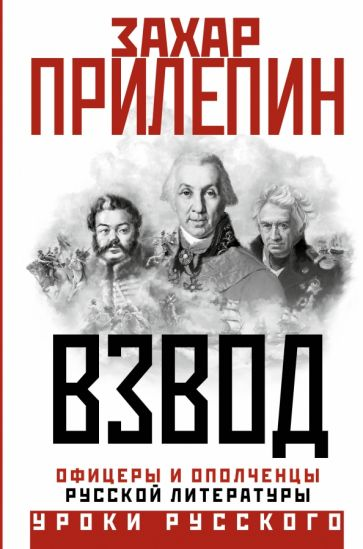 ЗАХАР
ПРИЛЕПИН
ВЗВОД
ОФИЦЕРЫ И ОПОЛЧЕНЦЫ
РУССКОЙ ЛИТЕРАТУРЫ
УРОКИ РУССКОГО